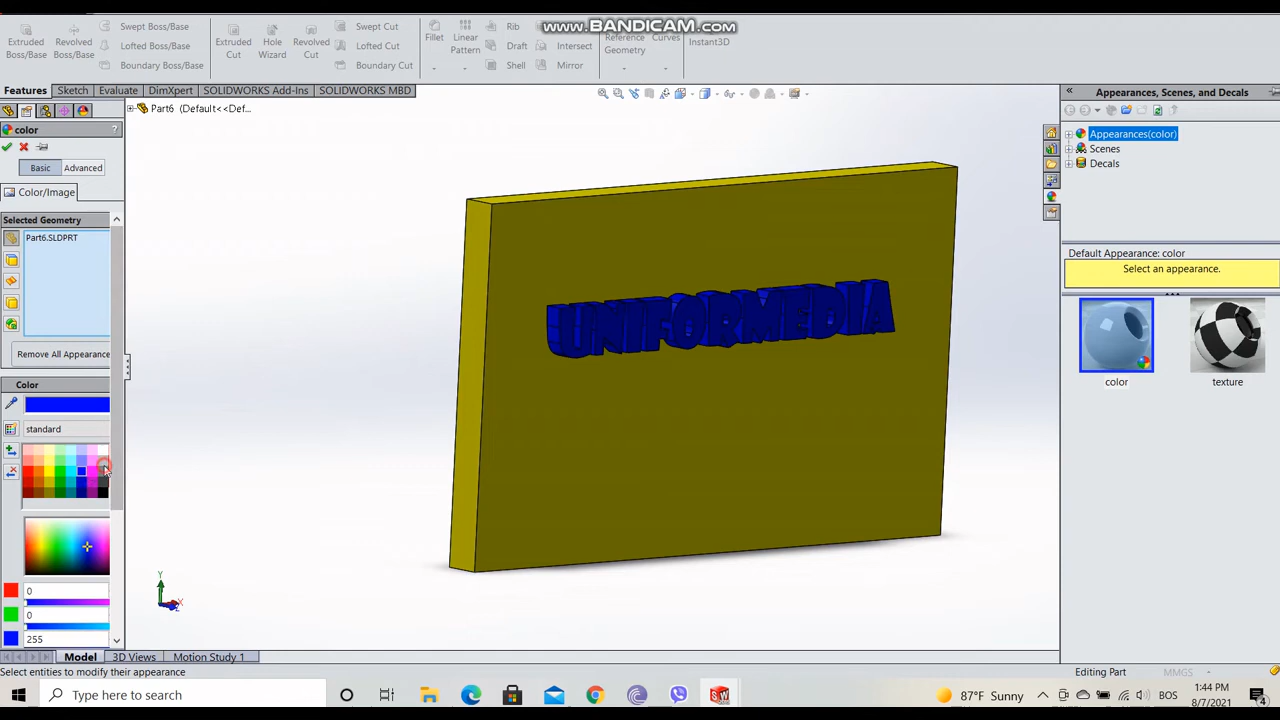 www.BANDICAM.com
Extruded Boss/Base
Revolved Boss/Base
Swept Boss/Base
Lofted Boss/Base
Boundary Boss/Base
Extruded Cut
Hole Wizard
Revolved Cut
Swept Cut
Lofted Cut
Boundary Cut
Fillet
Linear Pattern
Rib
Draft
Shell
Intersect
Mirror
Reference Geometry
Curves
Instant3D
Features Sketch Evaluate DimXpert SOLIDWORKS Add-Ins SOLIDWORKS MBD
Part6 (Default<<Def...
color ?
Basic Advanced
Color/Image
Selected Geometry
Part6.SLDPRT
Remove All Appearance
Color
standard
0
0
255
UNIFORMEDIA
Appearances, Scenes, and Decals
Appearances(color)
Scenes
Decals
Default Appearance: color
Select an appearance.
color texture
Y
X
Z
Model 3D Views Motion Study 1
Select entities to modify their appearance Editing Part MMGS
Type here to search
87°F Sunny
BOS
1:44 PM
8/7/2021
4